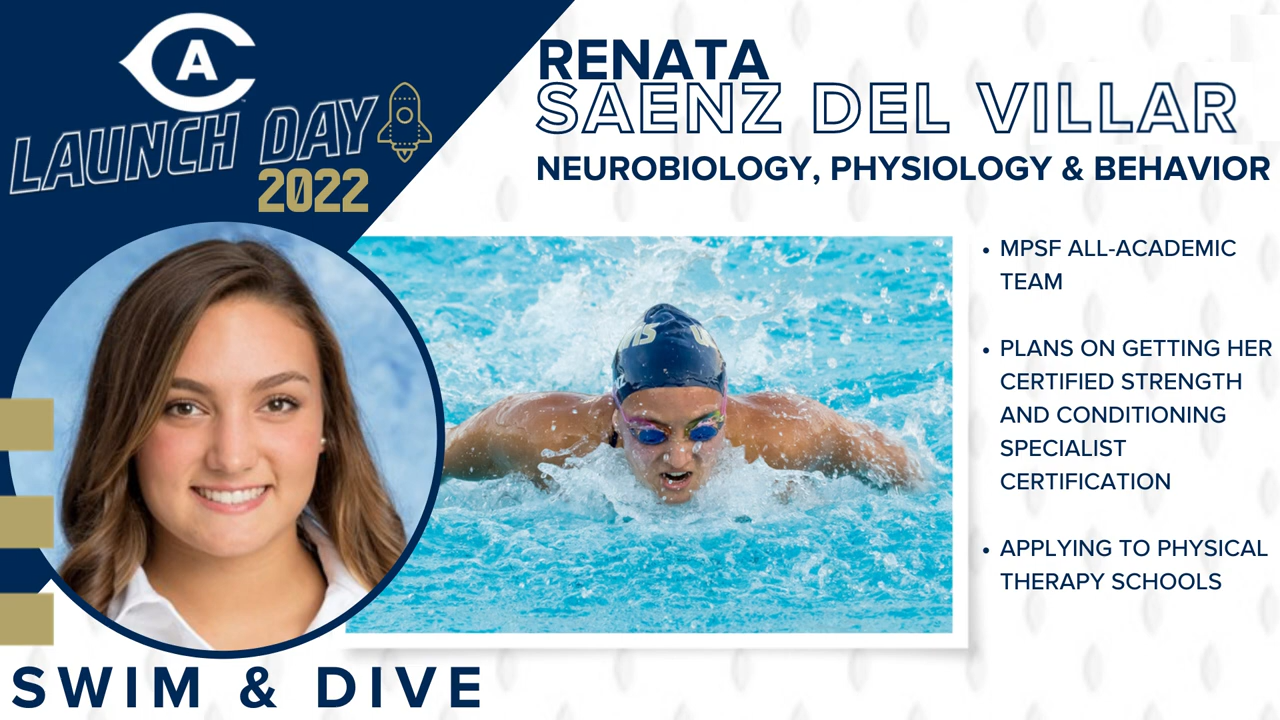 CA
LAUNCH DAY
2022
RENATA
SAENZ DEL VILLAR
NEUROBIOLOGY, PHYSIOLOGY & BEHAVIOR
• MPSF ALL-ACADEMIC
TEAM
• PLANS ON GETTING HER
CERTIFIED STRENGTH
AND CONDITIONING
SPECIALIST
CERTIFICATION
• APPLYING TO PHYSICAL
THERAPY SCHOOLS
SWIM & DIVE